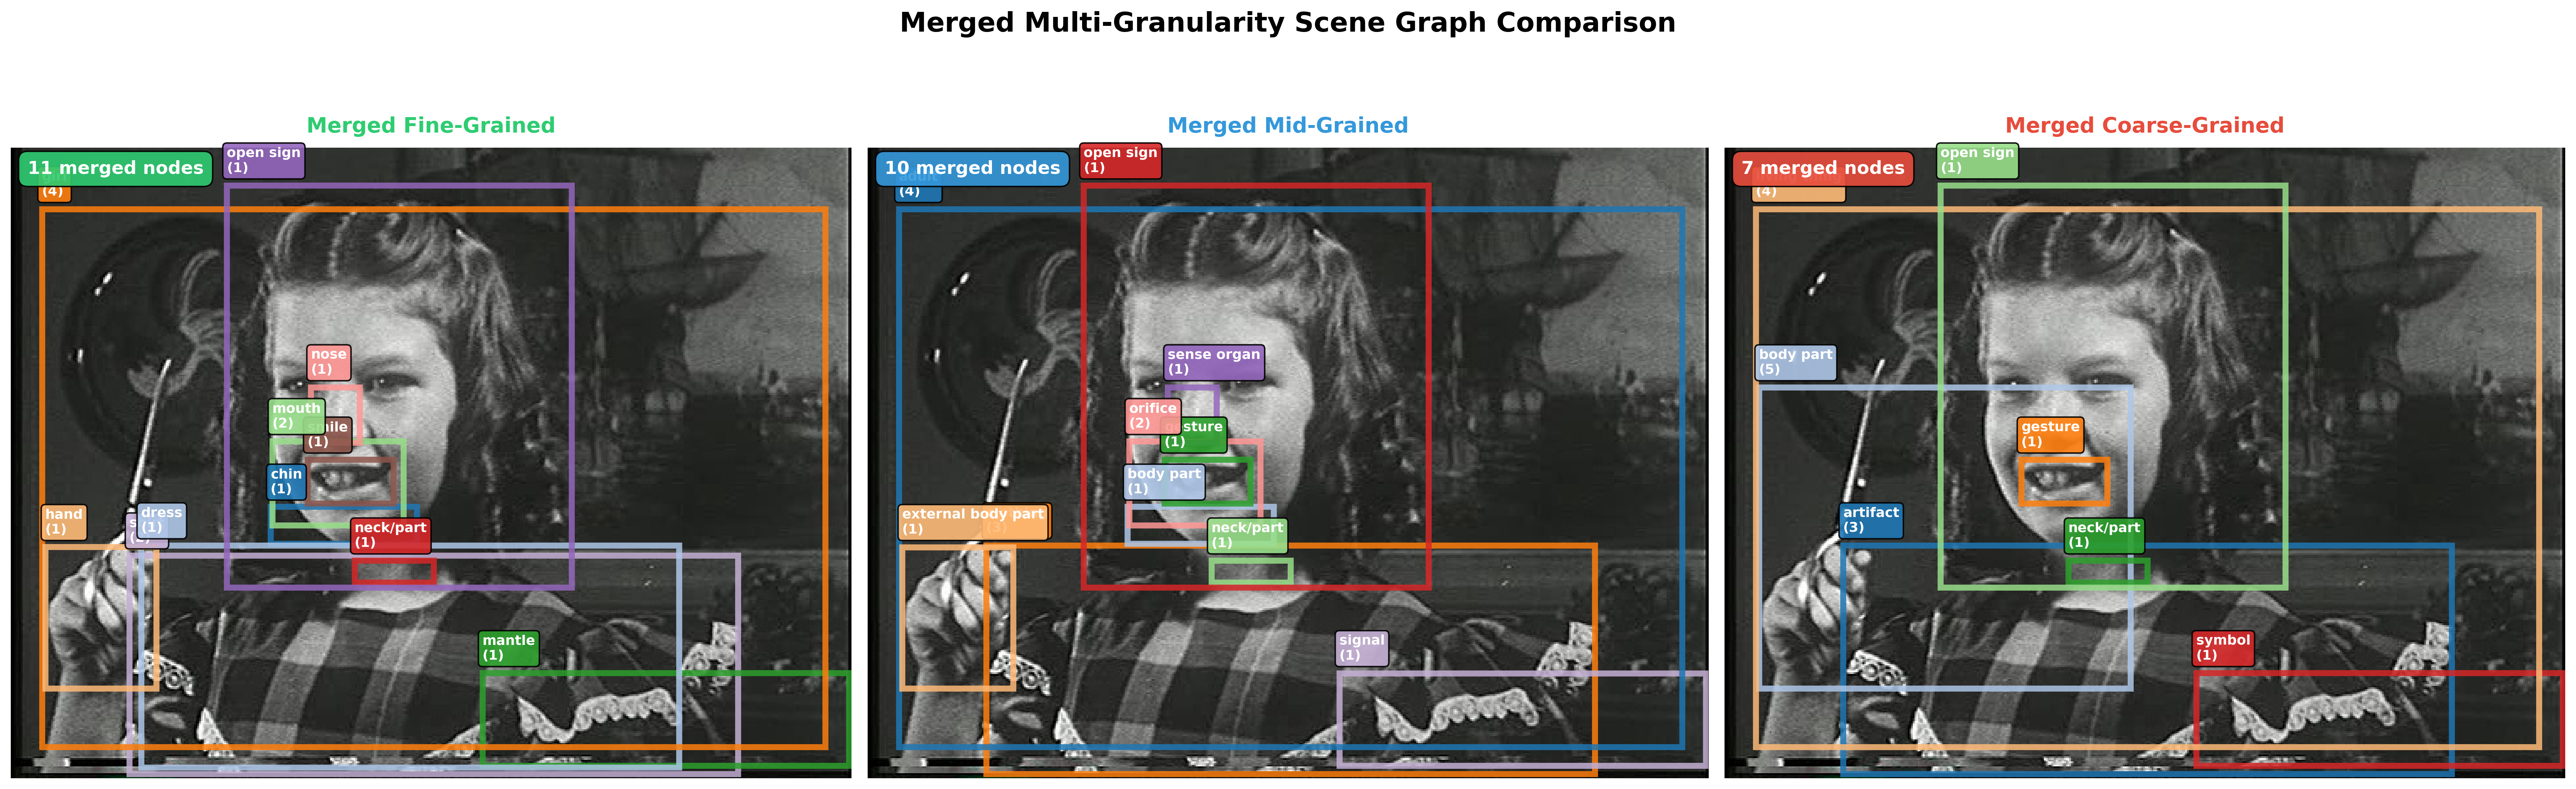 Merged Multi-Granularity Scene Graph Comparison
Merged Fine-Grained
11 merged nodes
open sign
(1)
(4)
nose
(1)
mouth
(2)
smile
(1)
chin
(1)
hand
(1)
dress
(1)
neck/part
(1)
mantle
(1)
Merged Mid-Grained
10 merged nodes
open sign
(1)
(4)
sense organ
(1)
orifice
(2)
gesture
(1)
body part
(1)
external body part
(1)
(3)
neck/part
(1)
signal
(1)
Merged Coarse-Grained
7 merged nodes
open sign
(1)
(4)
body part
(5)
gesture
(1)
artifact
(3)
neck/part
(1)
symbol
(1)